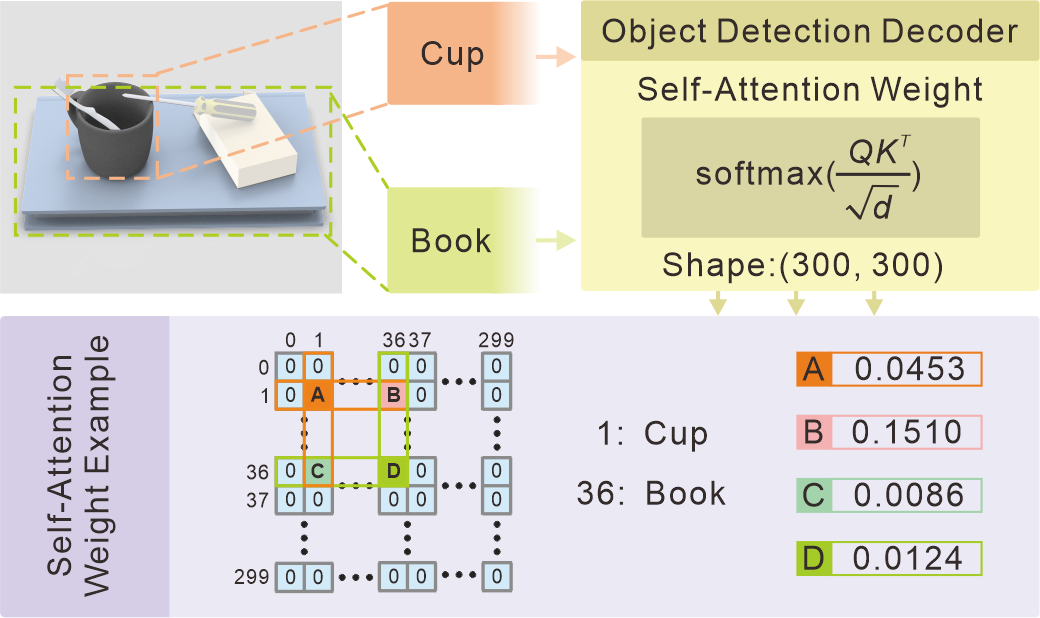 Cup
Book
Object Detection Decoder
Self-Attention Weight
softmax(QK^T/√d)
Shape:(300, 300)
Self-Attention
Weight Example
0 1 36 37 299
0 0 0 0 0 0
1 0 A B 0 0
36 0 C D 0 0
37 0 0 0 0 0
299 0 0 0 0 0
1: Cup
36: Book
A 0.0453
B 0.1510
C 0.0086
D 0.0124